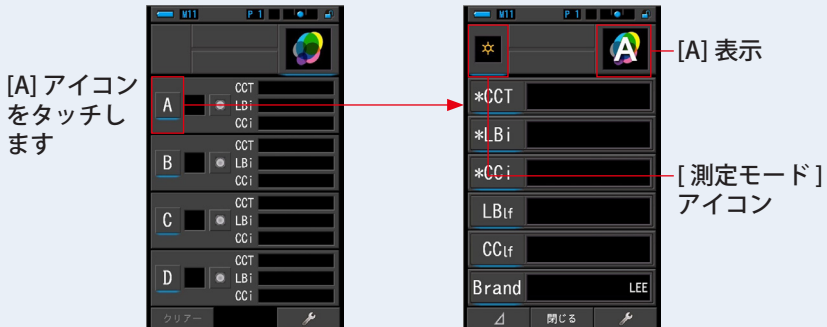 [A] アイコン
をタッチし
ます
M11 P 1
A
CCT
LBi
CCi
B
CCT
LBi
CCi
C
CCT
LBi
CCi
D
CCT
LBi
CCi
クリアー
M11 P 1
A
*CCT
*LBi
*CCi
LBlf
CClf
Brand LEE
閉じる
[A] 表示
[ 測定モード ]
アイコン